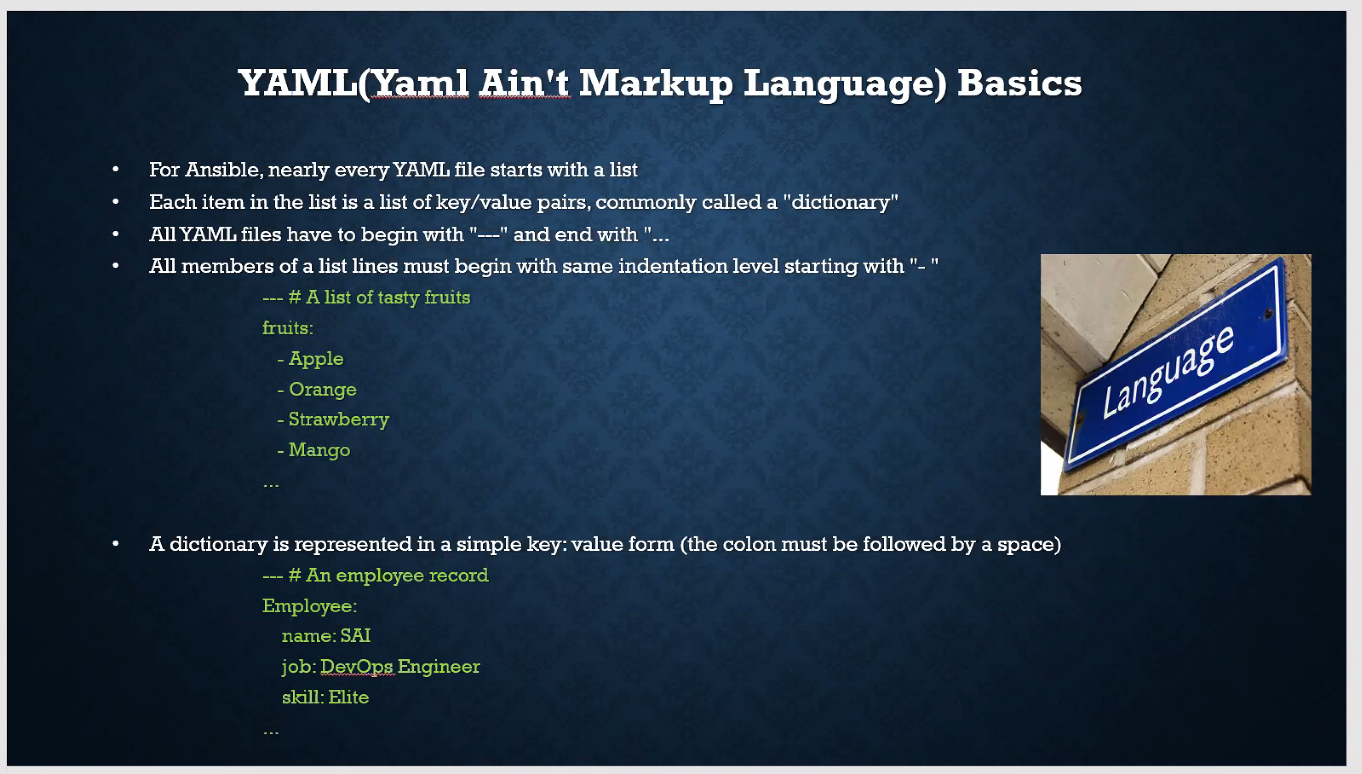 YAML(Yaml Ain't Markup Language) Basics
• For Ansible, nearly every YAML file starts with a list
• Each item in the list is a list of key/value pairs, commonly called a "dictionary"
• All YAML files have to begin with "---" and end with "...
• All members of a list lines must begin with same indentation level starting with "- "
--- # A list of tasty fruits
fruits:
- Apple
- Orange
- Strawberry
- Mango
...
Language
• A dictionary is represented in a simple key: value form (the colon must be followed by a space)
--- # An employee record
Employee:
name: SAI
job: DevOps Engineer
skill: Elite
...